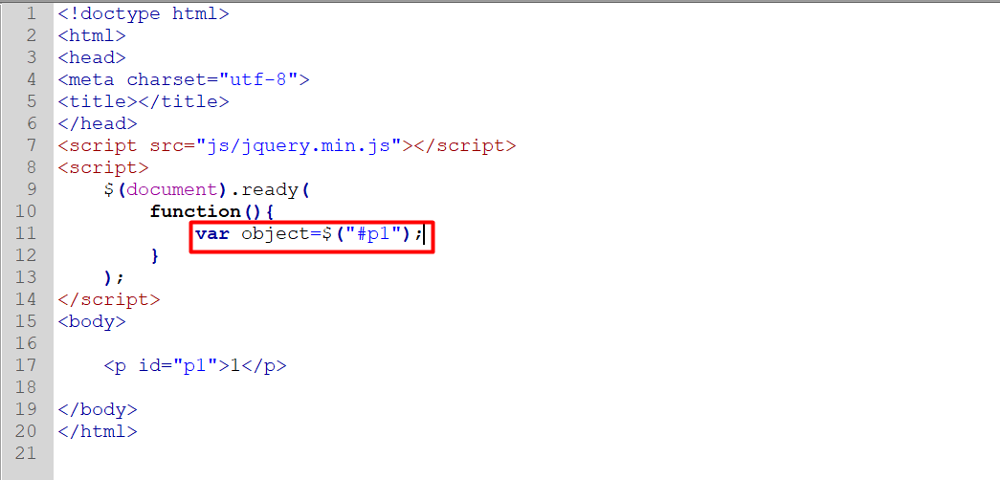 1 <!doctype html>
2 <html>
3 <head>
4 <meta charset="utf-8">
5 <title></title>
6 </head>
7 <script src="js/jquery.min.js"></script>
8 <script>
9     $(document).ready(
10         function(){
11             var object=$("#p1");
12         }
13     );
14 </script>
15 <body>
16
17     <p id="p1">1</p>
18
19 </body>
20 </html>
21